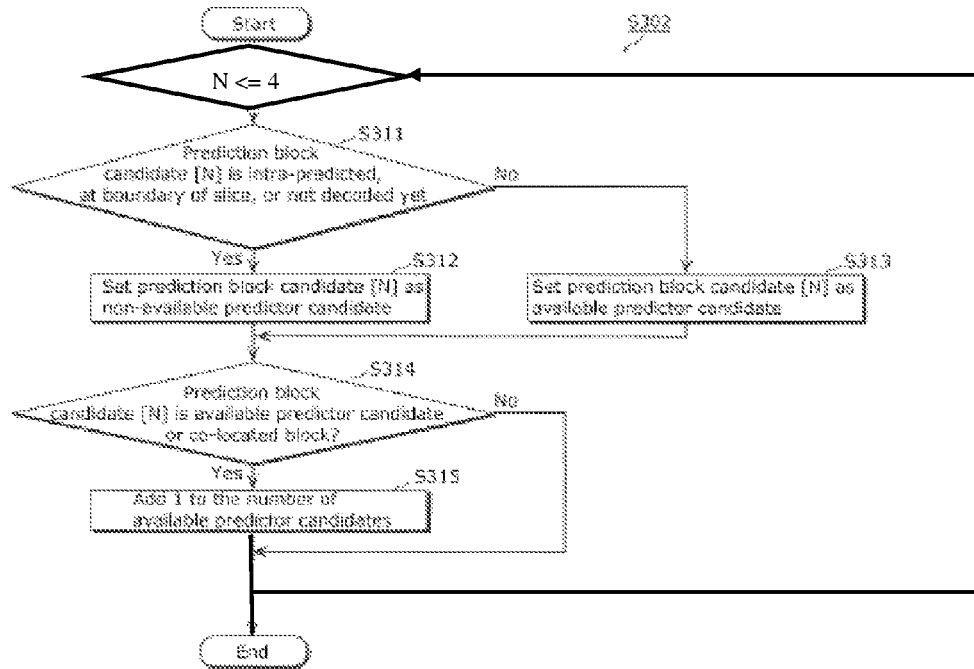 Start
S302
N <= 4
S311
Prediction block
candidate [N] is intra-predicted,
at boundary of slice, or not decoded yet
No
Yes
S312
Set prediction block candidate [N] as
non-available predictor candidate
S313
Set prediction block candidate [N] as
available predictor candidate
S314
Prediction block
candidate [N] is available predictor candidate
or co-located block?
No
Yes
S315
Add 1 to the number of
available predictor candidates
End